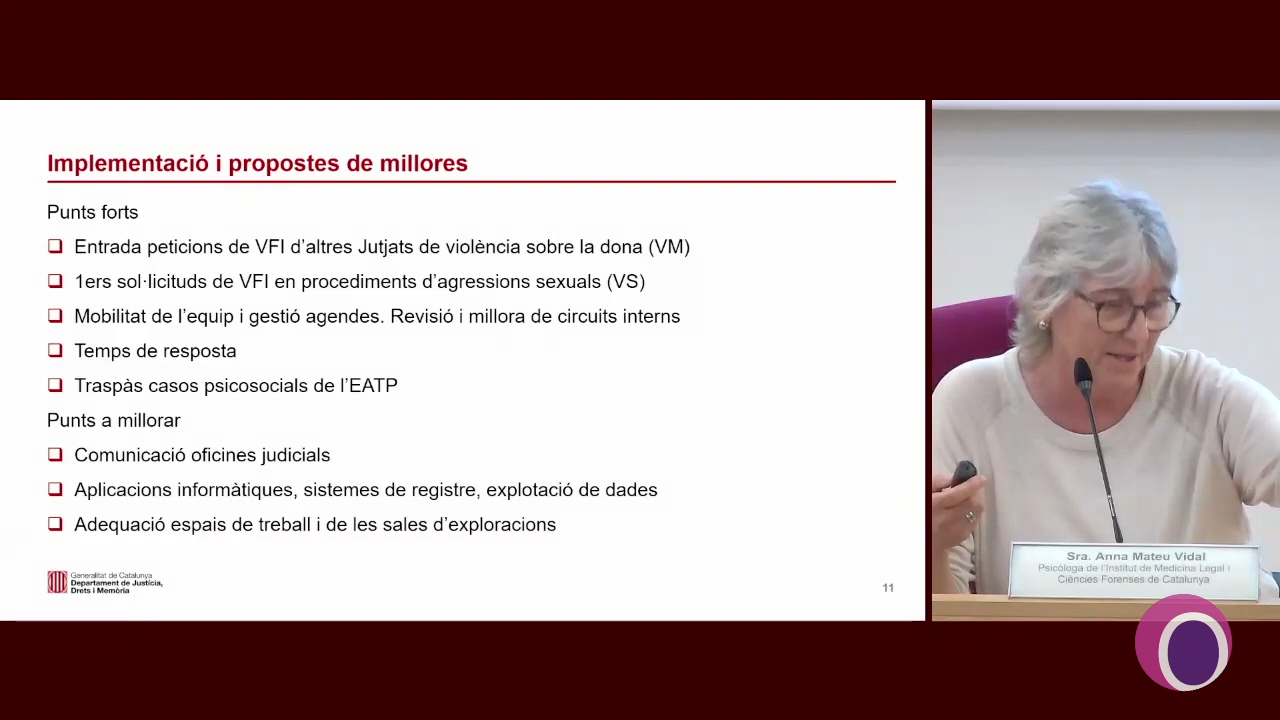 Implementació i propostes de millores
Punts forts
Entrada peticions de VFI d'altres Jutjats de violència sobre la dona (VM)
1ers sol·licituds de VFI en procediments d'agressions sexuals (VS)
Mobilitat de l'equip i gestió agendes. Revisió i millora de circuits interns
Temps de resposta
Traspàs casos psicosocials de l'EATP
Punts a millorar
Comunicació oficines judicials
Aplicacions informàtiques, sistemes de registre, explotació de dades
Adequació espais de treball i de les sales d'exploracions
Generalitat de Catalunya
Departament de Justícia,
Drets i Memòria
11
Sra. Anna Mateu Vidal
Psicòloga de l'Institut de Medicina Legal i
Ciències Forenses de Catalunya